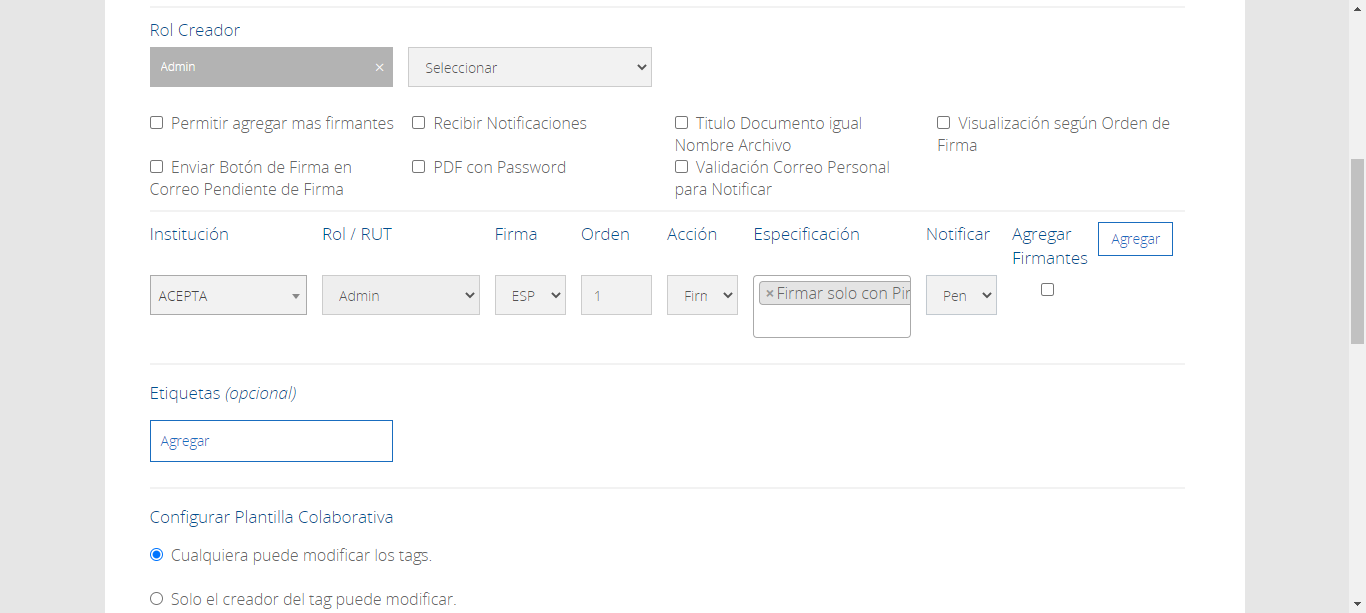 Rol Creador
Admin ×
Seleccionar
Permitir agregar mas firmantes
Recibir Notificaciones
Titulo Documento igual
Nombre Archivo
Visualización según Orden de
Firma
Enviar Botón de Firma en
Correo Pendiente de Firma
PDF con Password
Validación Correo Personal
para Notificar
Institución
Rol / RUT
Firma
Orden
Acción
Especificación
Notificar
Agregar
Firmantes
Agregar
ACEPTA
Admin
ESP
1
Firn
×Firmar solo con Pin
Pen
Etiquetas (opcional)
Agregar
Configurar Plantilla Colaborativa
Cualquiera puede modificar los tags.
Solo el creador del tag puede modificar.